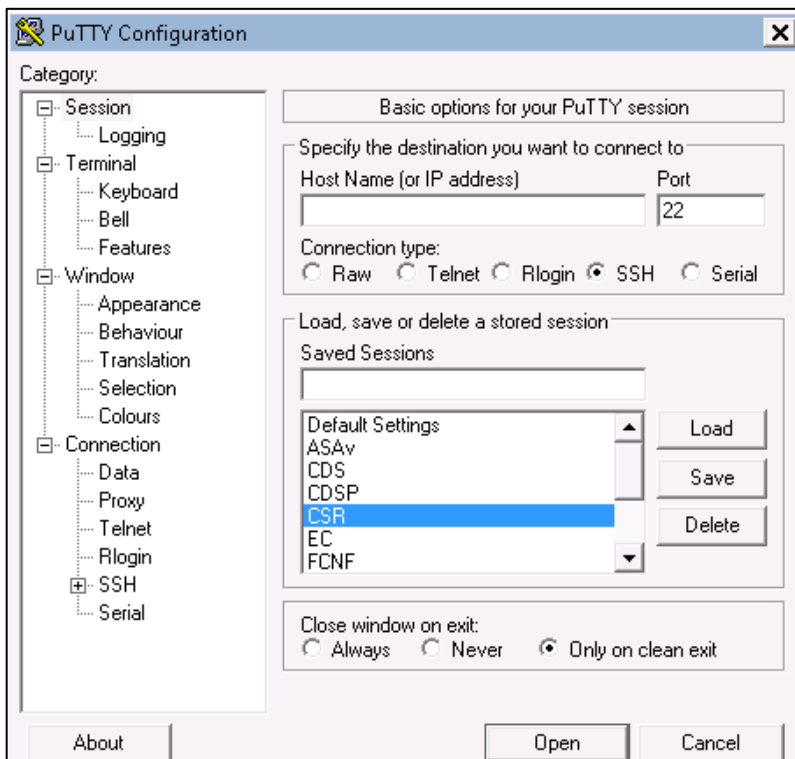 PuTTY Configuration
Category:
Session
Logging
Terminal
Keyboard
Bell
Features
Window
Appearance
Behaviour
Translation
Selection
Colours
Connection
Data
Proxy
Telnet
Rlogin
SSH
Serial
Basic options for your PuTTY session
Specify the destination you want to connect to
Host Name (or IP address) Port
22
Connection type:
Raw Telnet Rlogin SSH Serial
Load, save or delete a stored session
Saved Sessions
Default Settings
ASAv
CDS
CDSP
CSR
EC
FCNF
Load
Save
Delete
Close window on exit:
Always Never Only on clean exit
About Open Cancel